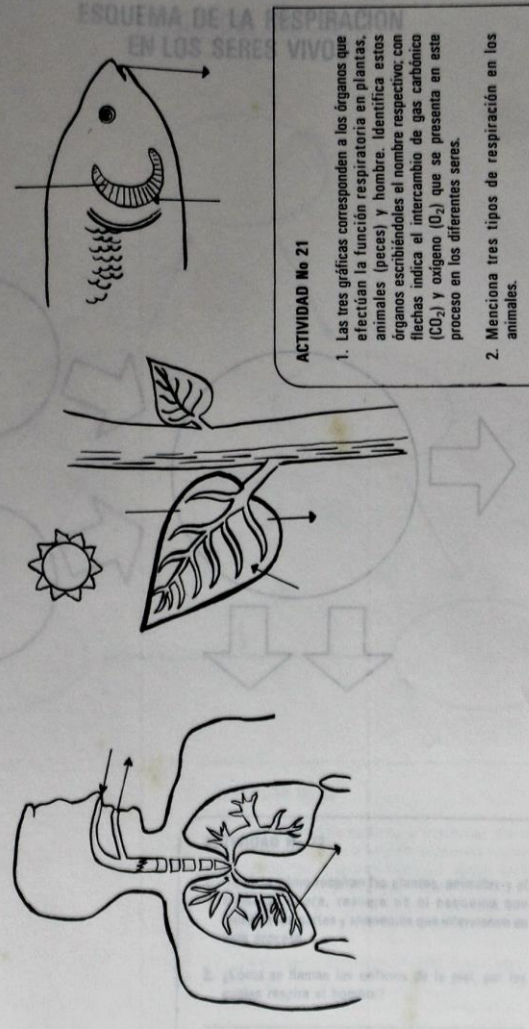 ESQUEMA DE LA RESPIRACION
EN LOS SERES VIVO
ACTIVIDAD No 21
1. Las tres gráficas corresponden a los órganos que
efectúan la función respiratoria en plantas,
animales (peces) y hombre. Identifica estos
órganos escribiéndoles el nombre respectivo; con
flechas indica el intercambio de gas carbónico
(CO₂) y oxígeno (O₂) que se presenta en este
proceso en los diferentes seres.
2. Menciona tres tipos de respiración en los
animales.